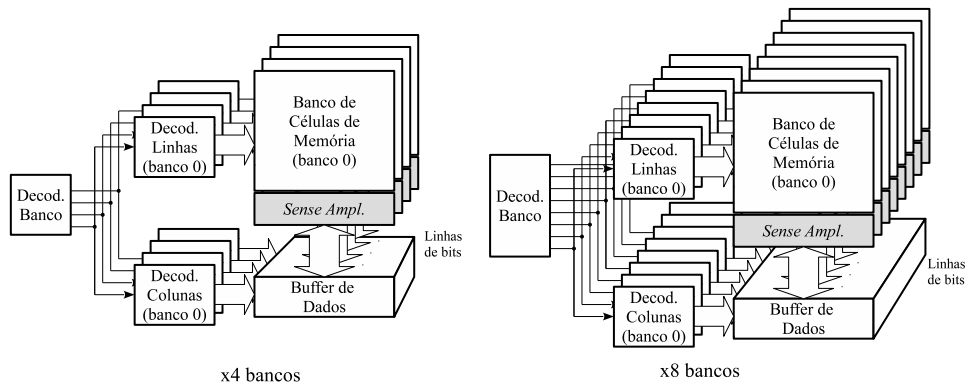 Decod.
Banco
Decod.
Linhas
(banco 0)
Banco de
Células de
Memória
(banco 0)
Sense Ampl.
Linhas
de bits
Decod.
Colunas
(banco 0)
Buffer de
Dados
x4 bancos
Decod.
Banco
Decod.
Linhas
(banco 0)
Banco de
Células de
Memória
(banco 0)
Sense Ampl.
Linhas
de bits
Decod.
Colunas
(banco 0)
Buffer de
Dados
x8 bancos